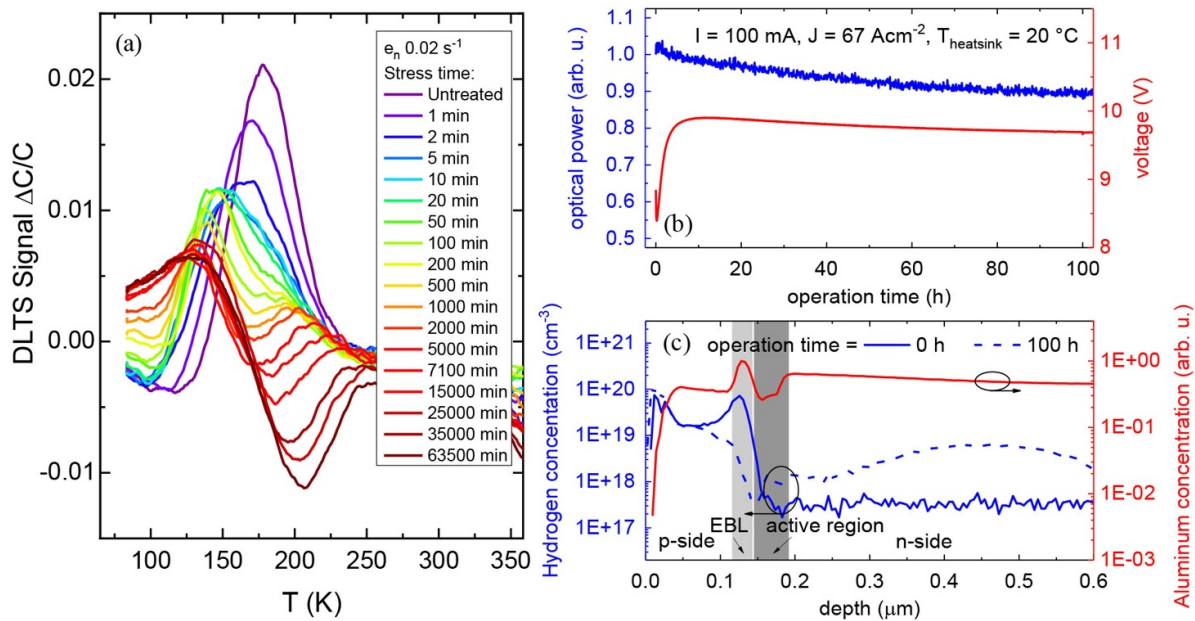 (a)
e_n 0.02 s⁻¹
Stress time:
Untreated
1 min
2 min
5 min
10 min
20 min
50 min
100 min
200 min
500 min
1000 min
2000 min
5000 min
7100 min
15000 min
25000 min
35000 min
63500 min
DLTS Signal ΔC/C
0.02
0.01
0.00
-0.01
100 150 200 250 300 350
T (K)
I = 100 mA, J = 67 Acm⁻², T_heatsink = 20 °C
(b)
optical power (arb. u.)
1.1
1.0
0.9
0.8
0.7
0.6
0.5
voltage (V)
11
10
9
8
0 20 40 60 80 100
operation time (h)
(c)
operation time = 0 h 100 h
Hydrogen concentation (cm⁻³)
1E+21
1E+20
1E+19
1E+18
1E+17
Aluminum concentration (arb. u.)
1E+00
1E-01
1E-02
1E-03
EBL active region
p-side n-side
0.0 0.1 0.2 0.3 0.4 0.5 0.6
depth (μm)